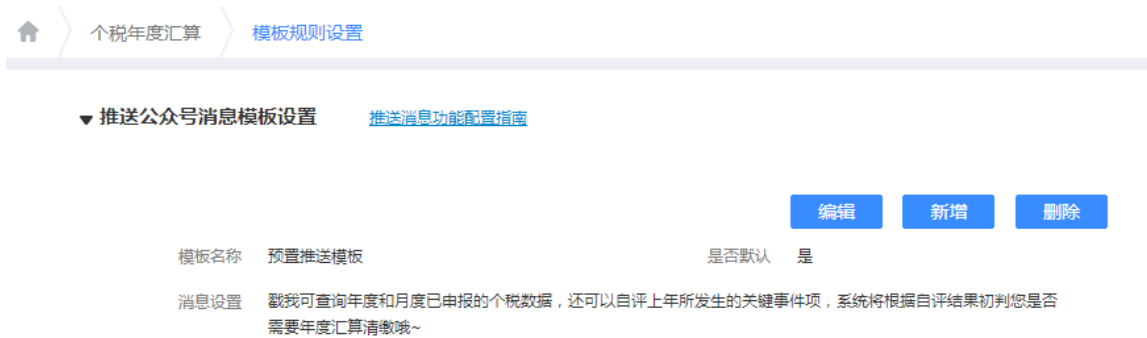 个税年度汇算 模板规则设置
推送公众号消息模板设置 推送消息功能配置指南
编辑 新增 删除
模板名称 预置推送模板 是否默认 是
消息设置 戳我可查询年度和月度已申报的个税数据，还可以自评上年所发生的关键事件项，系统将根据自评结果初判您是否
需要年度汇算清缴哦~